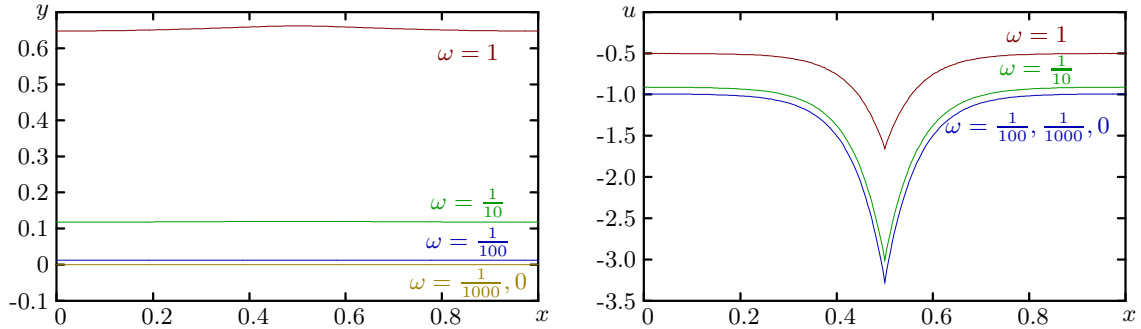 y
0.6
0.5
0.4
0.3
0.2
0.1
0
-0.1
0 0.2 0.4 0.6 0.8 x
ω = 1
ω = 1/10
ω = 1/100
ω = 1/1000, 0
u
-0.5
-1.0
-1.5
-2.0
-2.5
-3.0
-3.5
0 0.2 0.4 0.6 0.8 x
ω = 1
ω = 1/10
ω = 1/100, 1/1000, 0